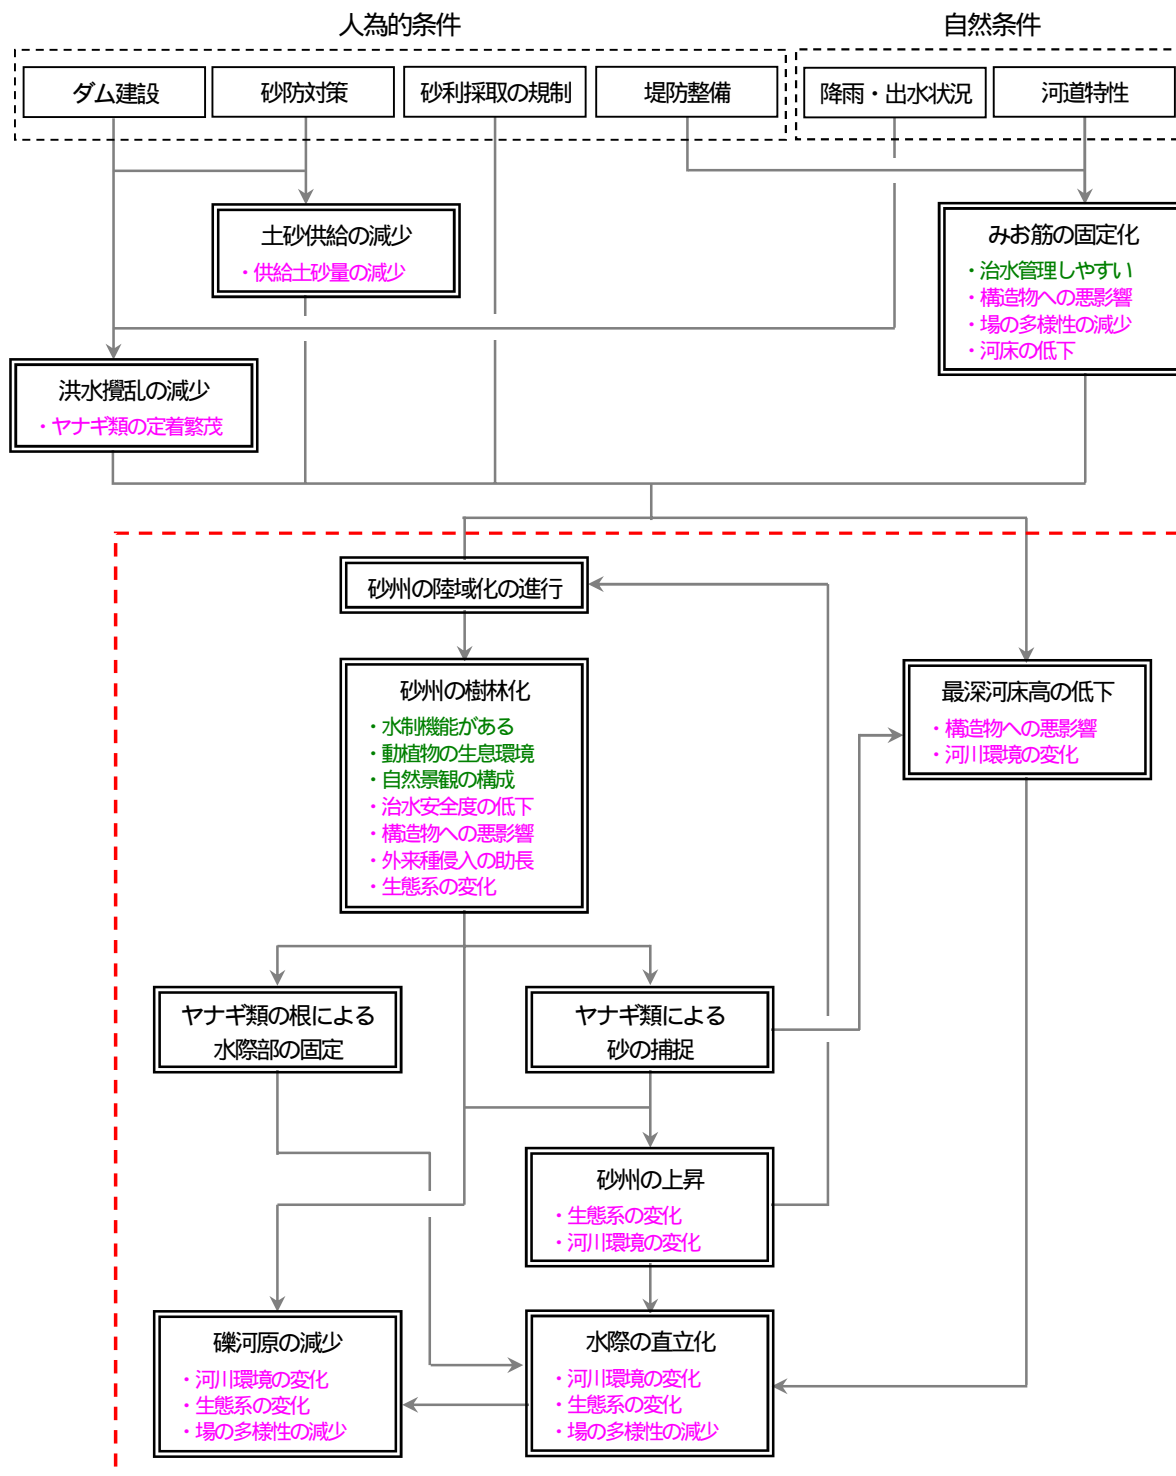 人為的条件
自然条件
ダム建設
砂防対策
砂利採取の規制
堤防整備
降雨・出水状況
河道特性
土砂供給の減少
・供給土砂量の減少
みお筋の固定化
・治水管理しやすい
・構造物への悪影響
・場の多様性の減少
・河床の低下
洪水攪乱の減少
・ヤナギ類の定着繁茂
砂州の陸域化の進行
砂州の樹林化
・水制機能がある
・動植物の生息環境
・自然景観の構成
・治水安全度の低下
・構造物への悪影響
・外来種侵入の助長
・生態系の変化
最深河床高の低下
・構造物への悪影響
・河川環境の変化
ヤナギ類の根による
水際部の固定
ヤナギ類による
砂の捕捉
砂州の上昇
・生態系の変化
・河川環境の変化
礫河原の減少
・河川環境の変化
・生態系の変化
・場の多様性の減少
水際の直立化
・河川環境の変化
・生態系の変化
・場の多様性の減少